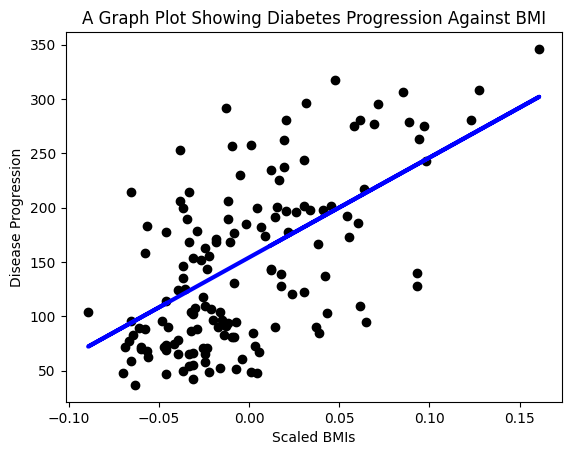 A Graph Plot Showing Diabetes Progression Against BMI
350
300
250
200
150
100
50
Disease Progression
−0.10 −0.05 0.00 0.05 0.10 0.15
Scaled BMIs